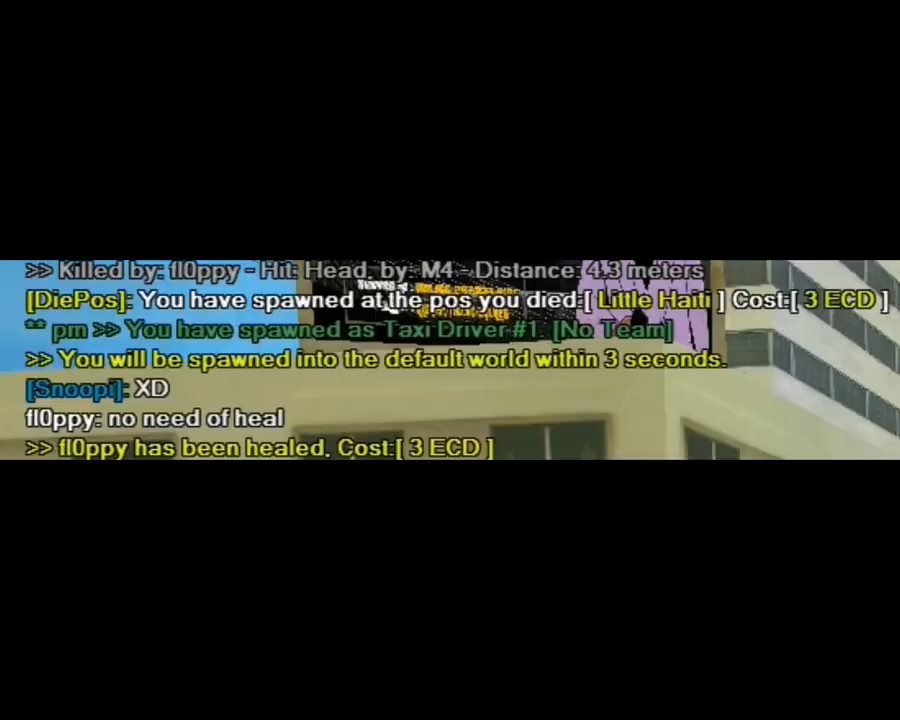 >> Killed by: fl0ppy - Hit: Head, by: M4 - Distance: 4.3 meters
[DiePos]: You have spawned at the pos you died:[ Little Haiti ] Cost:[ 3 ECD ]
** pm >> You have spawned as Taxi Driver #1. [No Team]
>> You will be spawned into the default world within 3 seconds.
[Snoopi]: XD
fl0ppy: no need of heal
>> fl0ppy has been healed. Cost:[ 3 ECD ]